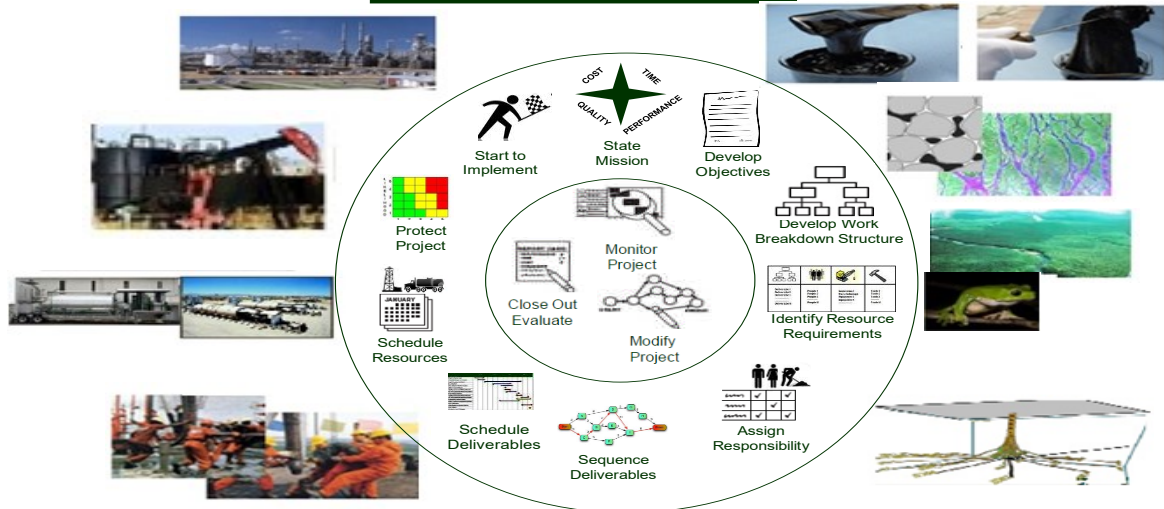 COST
TIME
QUALITY
PERFORMANCE
State
Mission
Start to
Implement
Develop
Objectives
Protect
Project
Develop Work
Breakdown Structure
Monitor
Project
Close Out
Evaluate
Modify
Project
JANUARY
Schedule
Resources
Identify Resource
Requirements
Schedule
Deliverables
Sequence
Deliverables
Assign
Responsibility